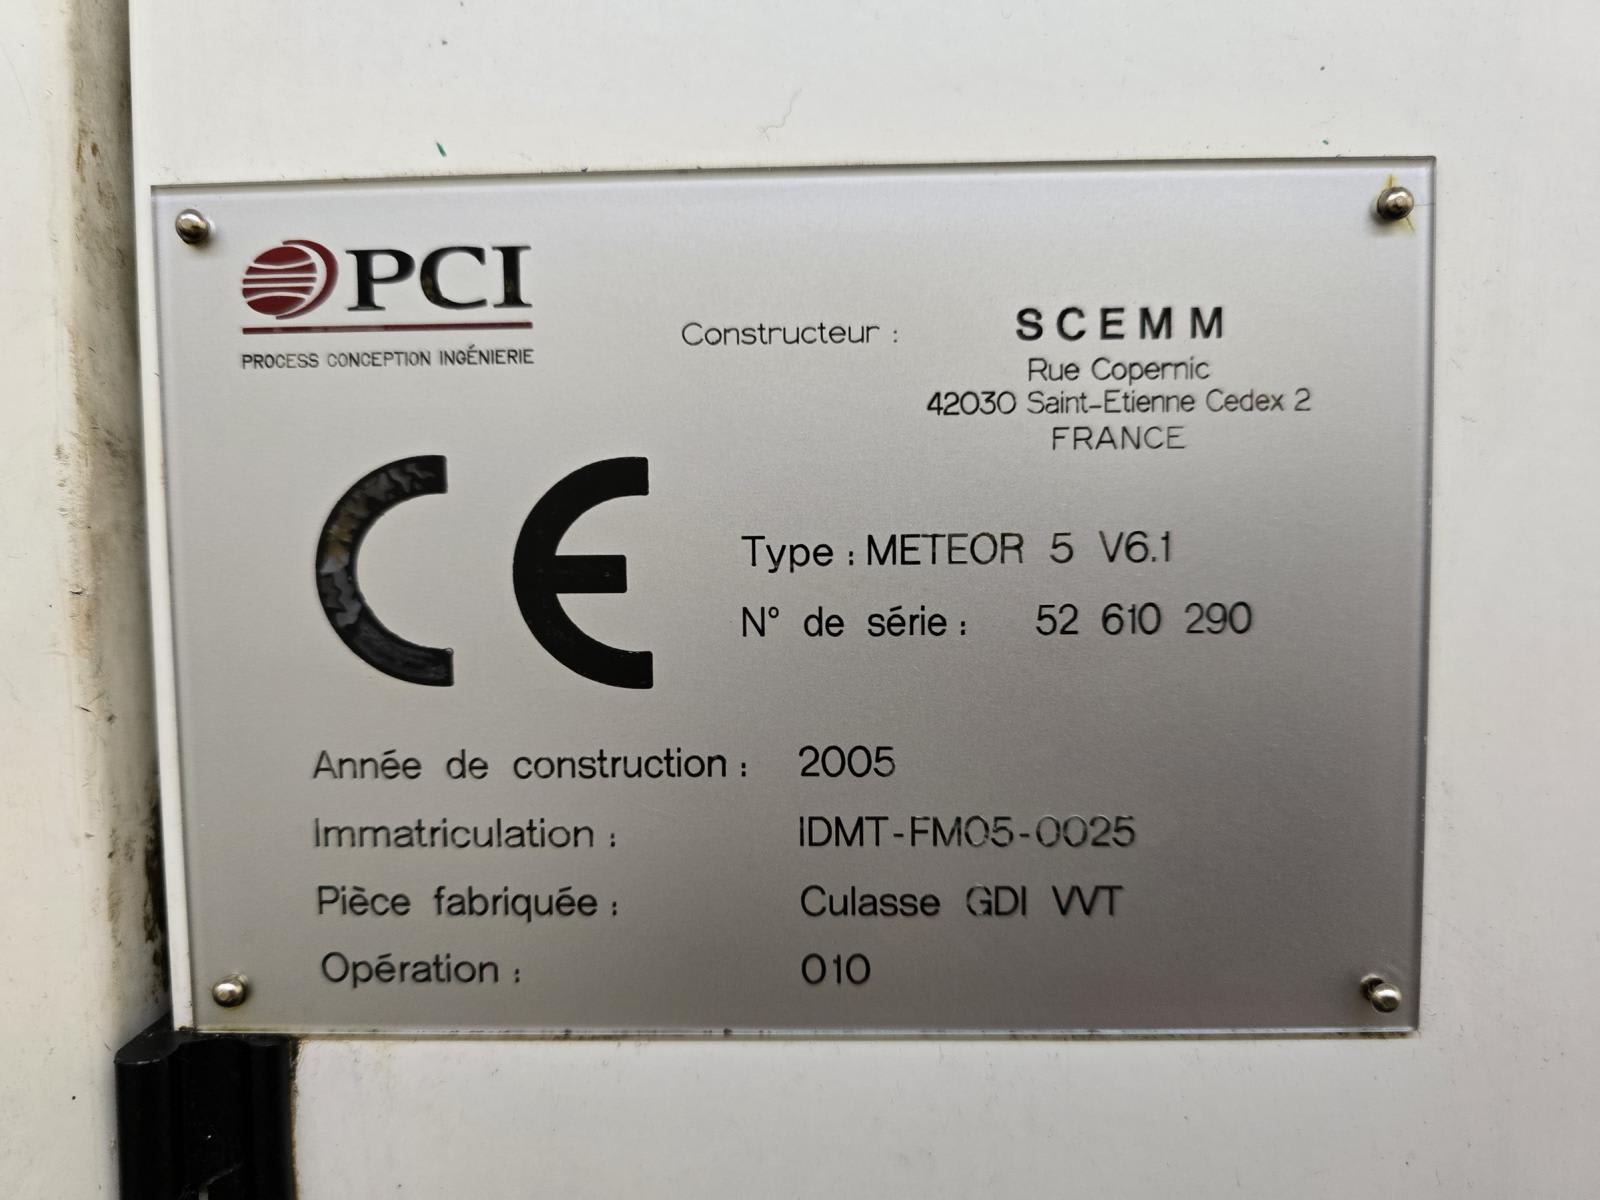 PCI
PROCESS CONCEPTION INGÉNIERIE
Constructeur : SCEMM
Rue Copernic
42030 Saint-Etienne Cedex 2
FRANCE
CE
Type : METEOR 5 V6.1
N° de série : 52 610 290
Année de construction : 2005
Immatriculation : IDMT-FM05-0025
Pièce fabriquée : Culasse GDI VVT
Opération : 010